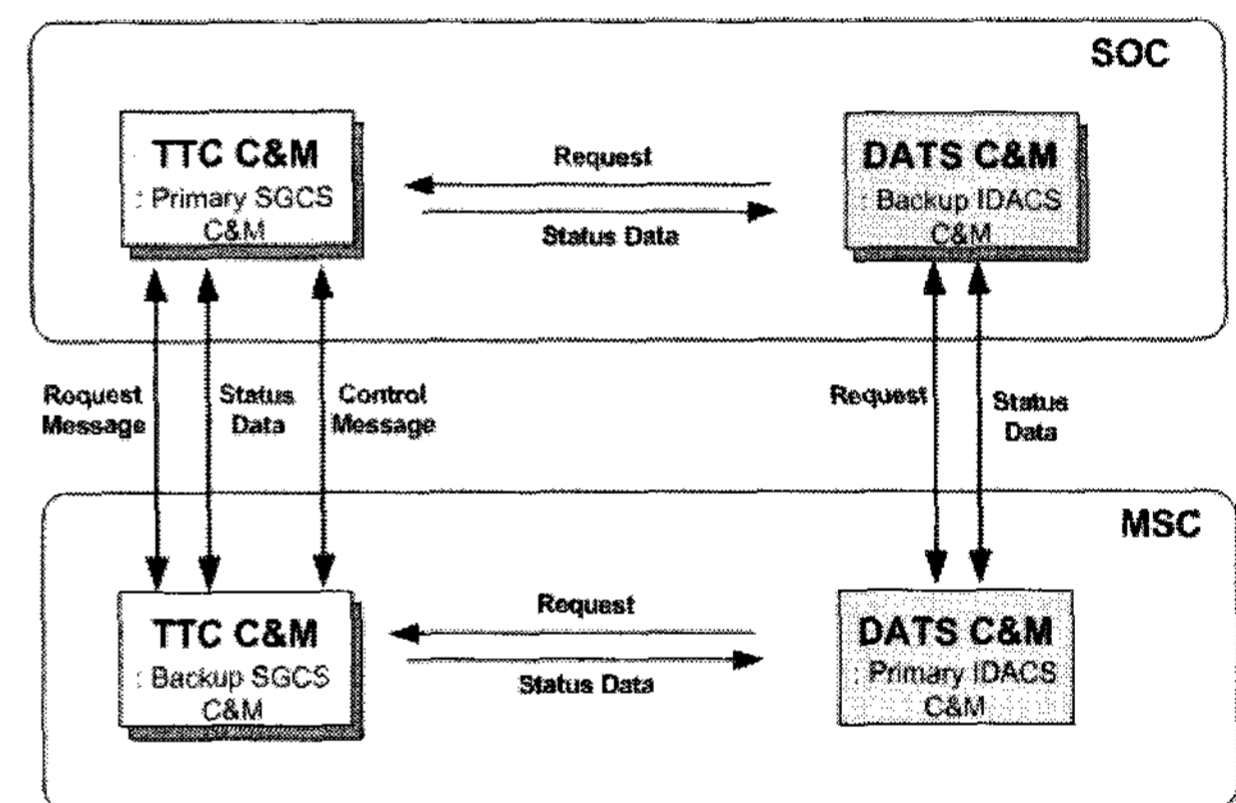 SOC
TTC C&M
: Primary SGCS
C&M
Request
Status Data
DATS C&M
: Backup IDACS
C&M
Request
Message
Status
Data
Control
Message
Request
Status
Data
MSC
TTC C&M
: Backup SGCS
C&M
Request
Status Data
DATS C&M
: Primary IDACS
C&M